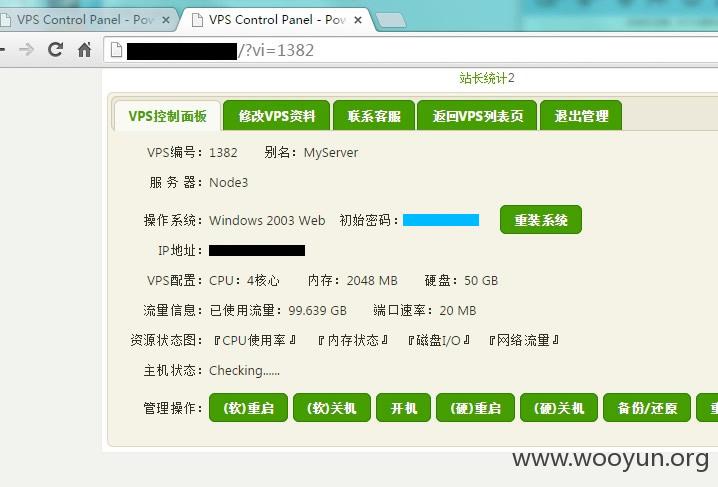 VPS Control Panel - Pow VPS Control Panel - Pow
/?vi=1382
站长统计2
VPS控制面板 修改VPS资料 联系客服 返回VPS列表页 退出管理
VPS编号：1382 别名：MyServer
服 务 器：Node3
操作系统：Windows 2003 Web 初始密码： 重装系统
IP地址：
VPS配置：CPU：4核心 内存：2048 MB 硬盘：50 GB
流量信息：已使用流量：99.639 GB 端口速率：20 MB
资源状态图：『CPU使用率』 『内存状态』 『磁盘I/O』 『网络流量』
主机状态：Checking......
管理操作：(软)重启 (软)关机 开机 (硬)重启 (硬)关机 备份/还原 重
www.wooyun.org